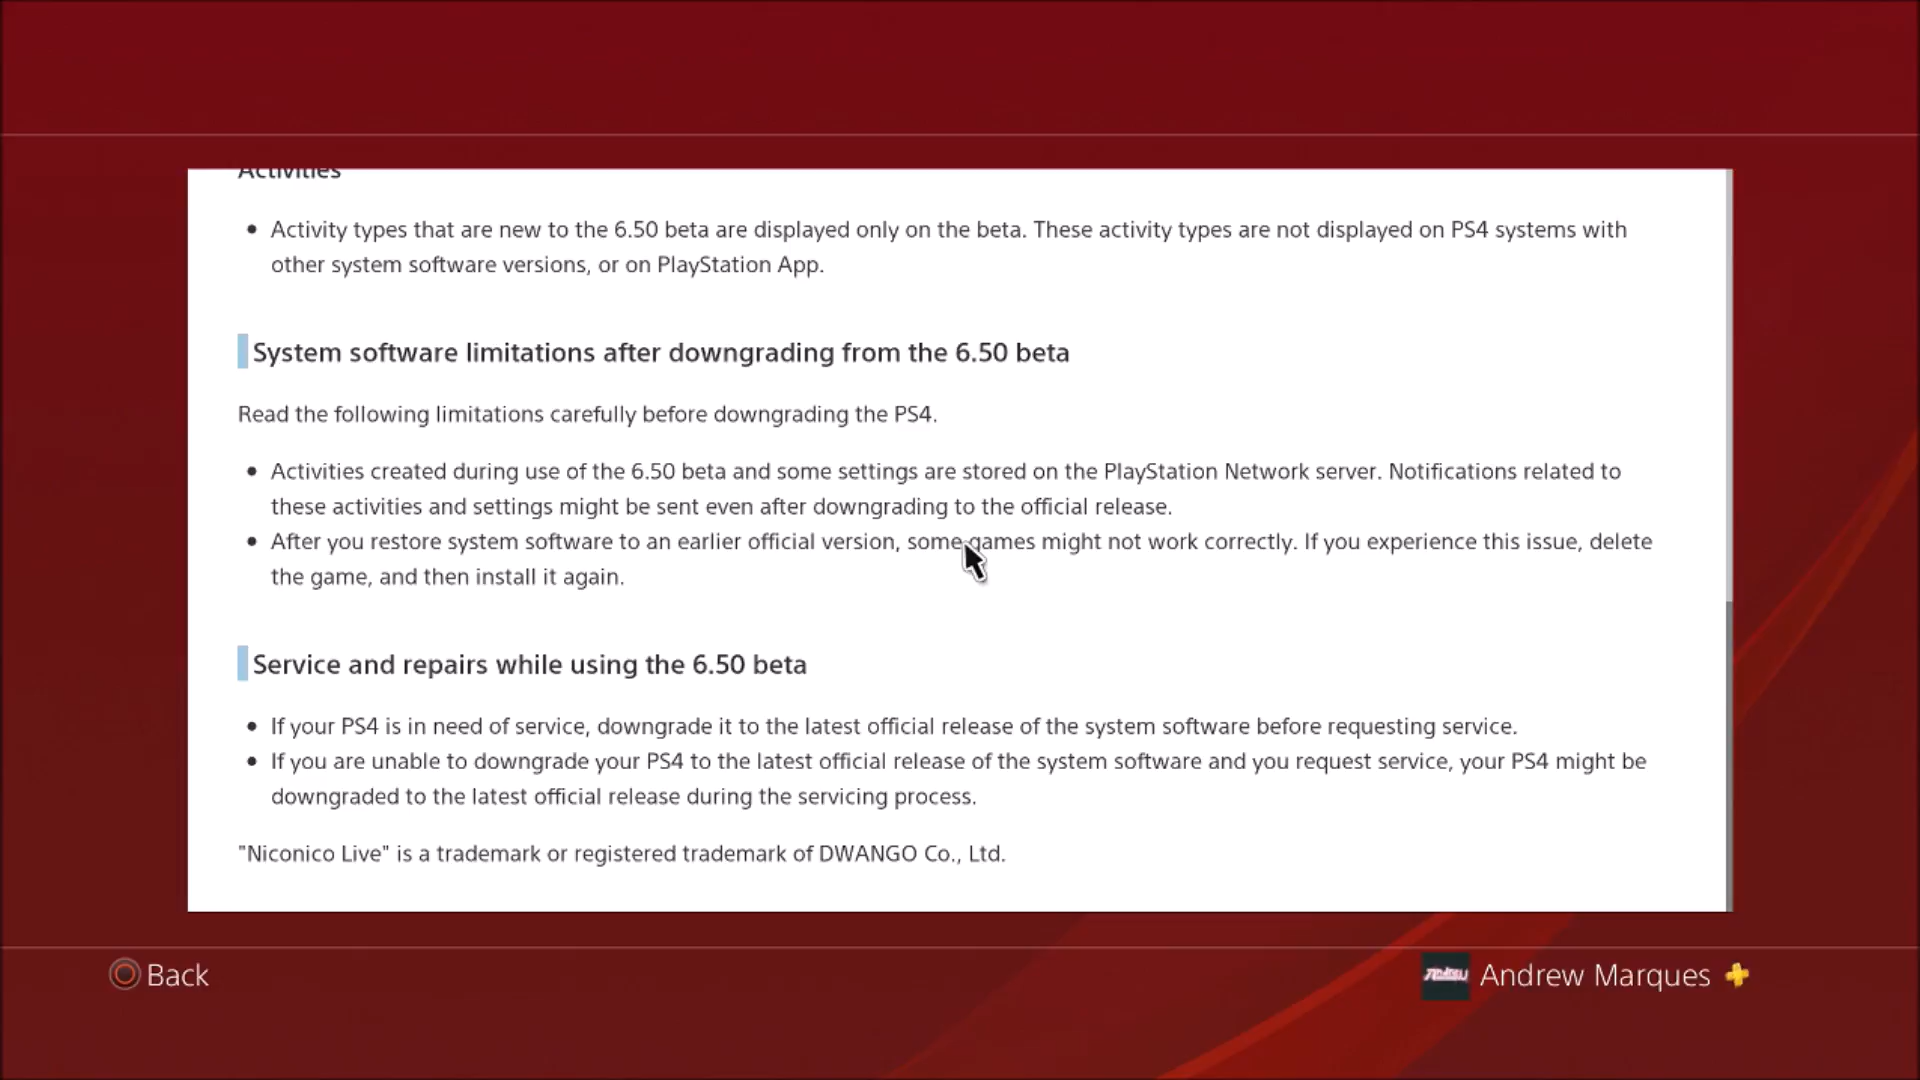 Activities
• Activity types that are new to the 6.50 beta are displayed only on the beta. These activity types are not displayed on PS4 systems with
other system software versions, or on PlayStation App.
System software limitations after downgrading from the 6.50 beta
Read the following limitations carefully before downgrading the PS4.
• Activities created during use of the 6.50 beta and some settings are stored on the PlayStation Network server. Notifications related to
these activities and settings might be sent even after downgrading to the official release.
• After you restore system software to an earlier official version, some games might not work correctly. If you experience this issue, delete
the game, and then install it again.
Service and repairs while using the 6.50 beta
• If your PS4 is in need of service, downgrade it to the latest official release of the system software before requesting service.
• If you are unable to downgrade your PS4 to the latest official release of the system software and you request service, your PS4 might be
downgraded to the latest official release during the servicing process.
"Niconico Live" is a trademark or registered trademark of DWANGO Co., Ltd.
Back
Andrew Marques